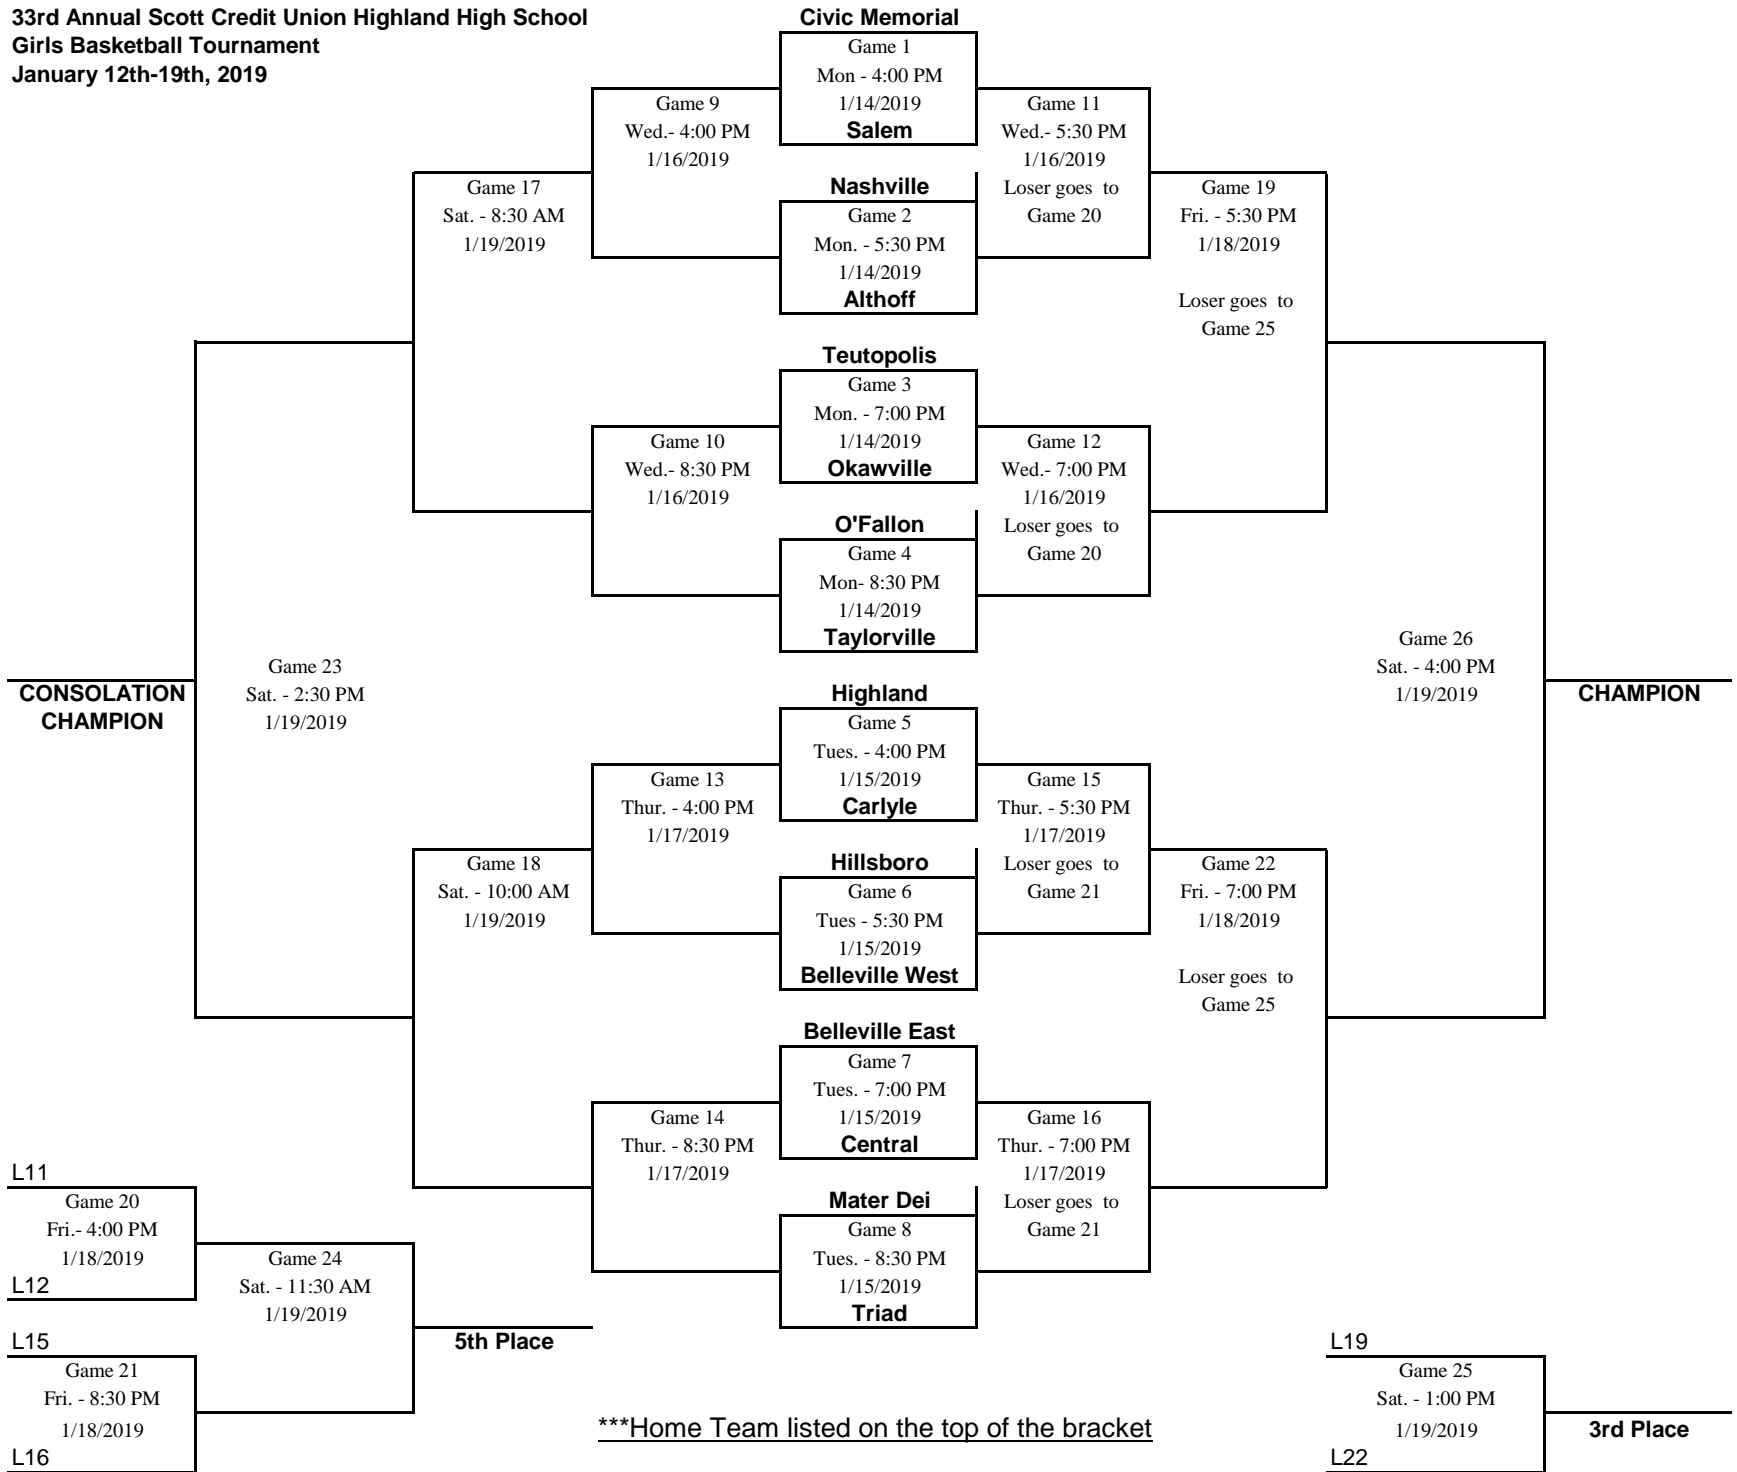 33rd Annual Scott Credit Union Highland High School
Girls Basketball Tournament
January 12th-19th, 2019
Civic Memorial
Game 1
Mon - 4:00 PM
1/14/2019
Salem
Game 9
Wed.- 4:00 PM
1/16/2019
Game 11
Wed.- 5:30 PM
1/16/2019
Loser goes to
Game 20
Nashville
Game 2
Mon. - 5:30 PM
1/14/2019
Althoff
Game 17
Sat. - 8:30 AM
1/19/2019
Game 19
Fri. - 5:30 PM
1/18/2019
Loser goes to
Game 25
Teutopolis
Game 3
Mon. - 7:00 PM
1/14/2019
Okawville
Game 10
Wed.- 8:30 PM
1/16/2019
Game 12
Wed.- 7:00 PM
1/16/2019
Loser goes to
Game 20
O'Fallon
Game 4
Mon- 8:30 PM
1/14/2019
Taylorville
Game 23
Sat. - 2:30 PM
1/19/2019
CONSOLATION
CHAMPION
Game 26
Sat. - 4:00 PM
1/19/2019
CHAMPION
Highland
Game 5
Tues. - 4:00 PM
1/15/2019
Carlyle
Game 13
Thur. - 4:00 PM
1/17/2019
Game 15
Thur. - 5:30 PM
1/17/2019
Loser goes to
Game 21
Hillsboro
Game 6
Tues - 5:30 PM
1/15/2019
Belleville West
Game 18
Sat. - 10:00 AM
1/19/2019
Game 22
Fri. - 7:00 PM
1/18/2019
Loser goes to
Game 25
Belleville East
Game 7
Tues. - 7:00 PM
1/15/2019
Central
Game 14
Thur. - 8:30 PM
1/17/2019
Game 16
Thur. - 7:00 PM
1/17/2019
Loser goes to
Game 21
Mater Dei
Game 8
Tues. - 8:30 PM
1/15/2019
Triad
L11
Game 20
Fri.- 4:00 PM
1/18/2019
L12
Game 24
Sat. - 11:30 AM
1/19/2019
5th Place
L15
Game 21
Fri. - 8:30 PM
1/18/2019
L16
***Home Team listed on the top of the bracket
L19
Game 25
Sat. - 1:00 PM
1/19/2019
L22
3rd Place